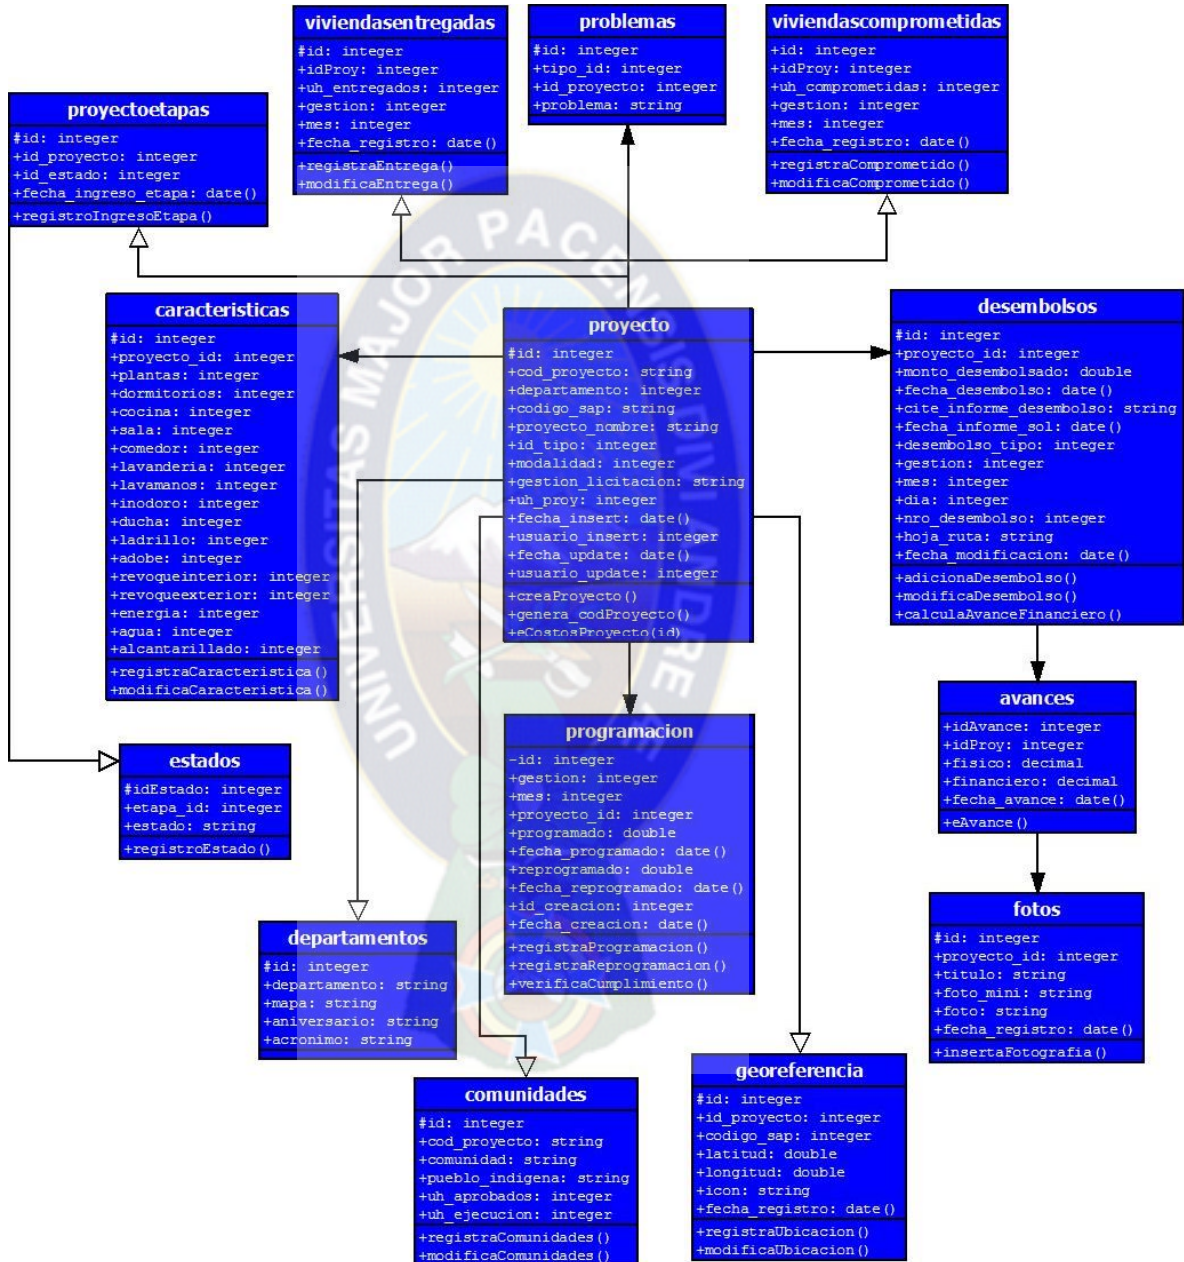 viviendasentregadas
#id: integer
+idProy: integer
+uh_entregados: integer
+gestion: integer
+mes: integer
+fecha_registro: date()
+registraEntrega()
+modificaEntrega()
problemas
#id: integer
+tipo_id: integer
+id_proyecto: integer
+problema: string
viviendascomprometidas
+id: integer
+idProy: integer
+uh_comprometidas: integer
+gestion: integer
+mes: integer
+fecha_registro: date()
+registraComprometido()
+modificaComprometido()
proyectoetapas
#id: integer
+id_proyecto: integer
+id_estado: integer
+fecha_ingreso_etapa: date()
+registroIngresoEtapa()
caracteristicas
#id: integer
+proyecto_id: integer
+plantas: integer
+dormitorios: integer
+cocina: integer
+sala: integer
+comedor: integer
+lavanderia: integer
+lavamanos: integer
+inodoro: integer
+ducha: integer
+ladrillo: integer
+adobe: integer
+revoqueinterior: integer
+revoqueexterior: integer
+energia: integer
+agua: integer
+alcantarillado: integer
+registraCaracteristica()
+modificaCaracteristica()
proyecto
#id: integer
+cod_proyecto: string
+departamento: integer
+codigo_sap: string
+proyecto_nombre: string
+id_tipo: integer
+modalidad: integer
+gestion_licitacion: string
+uh_proy: integer
+fecha_insert: date()
+usuario_insert: integer
+fecha_update: date()
+usuario_update: integer
+creaProyecto()
+genera_codProyecto()
+eCostosProyecto(id)
desembolsos
#id: integer
+proyecto_id: integer
+monto_desembolsado: double
+fecha_desembolso: date()
+cite_informe_desembolso: string
+fecha_informe_sol: date()
+desembolso_tipo: integer
+gestion: integer
+mes: integer
+dia: integer
+nro_desembolso: integer
+hoja_ruta: string
+fecha_modificacion: date()
+adicionaDesembolso()
+modificaDesembolso()
+calculaAvanceFinanciero()
avances
+idAvance: integer
+idProy: integer
+fisico: decimal
+financiero: decimal
+fecha_avance: date()
+eAvance()
estados
#idEstado: integer
+etapa_id: integer
+estado: string
+registroEstado()
programacion
-id: integer
+gestion: integer
+mes: integer
+proyecto_id: integer
+programado: double
+fecha_programado: date()
+reprogramado: double
+fecha_reprogramado: date()
+id_creacion: integer
+fecha_creacion: date()
+registraProgramacion()
+registraReprogramacion()
+verificaCumplimiento()
fotos
#id: integer
+proyecto_id: integer
+titulo: string
+foto_mini: string
+foto: string
+fecha_registro: date()
+insertaFotografia()
departamentos
#id: integer
+departamento: string
+mapa: string
+aniversario: string
+acronimo: string
comunidades
#id: integer
+cod_proyecto: string
+comunidad: string
+pueblo_indigena: string
+uh_aprobados: integer
+uh_ejecucion: integer
+registraComunidades()
+modificaComunidades()
georeferencia
#id: integer
+id_proyecto: integer
+codigo_sap: integer
+latitud: double
+longitud: double
+icon: string
+fecha_registro: date()
+registraUbicacion()
+modificaUbicacion()
UNIVERSITAS MAJOR PACENSIS DIVI ANDRE Æ